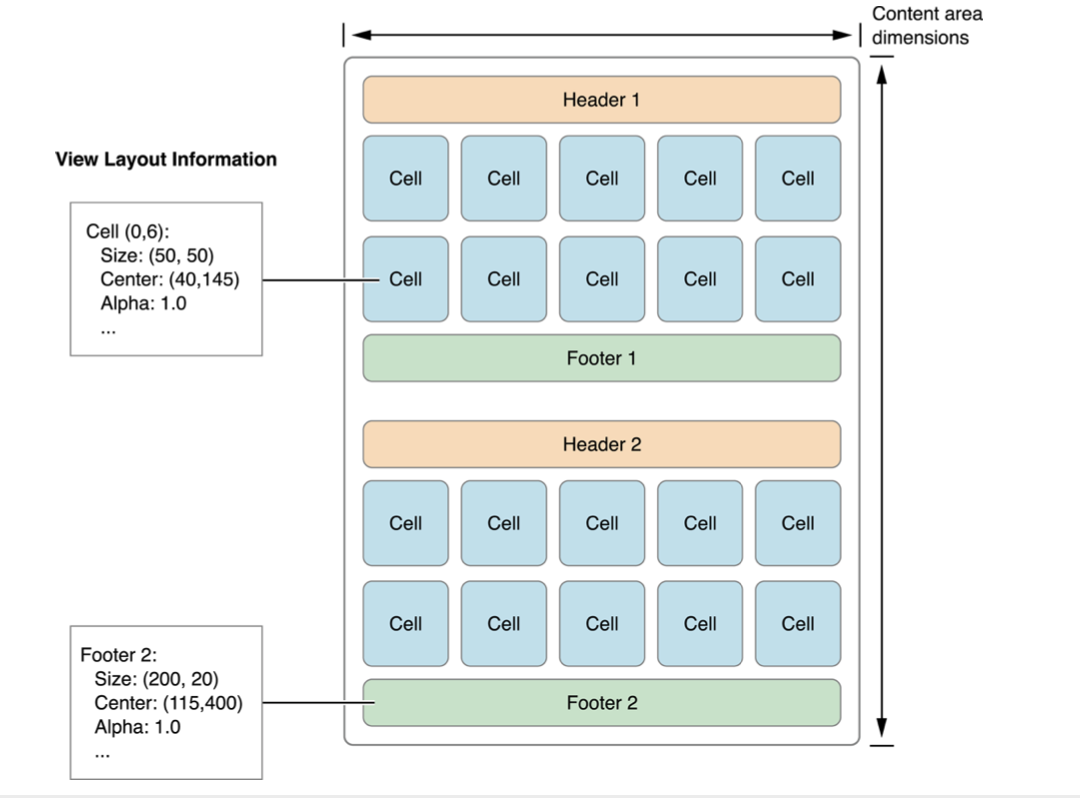 Content area
dimensions
Header 1
View Layout Information
Cell Cell Cell Cell Cell
Cell (0,6):
Size: (50, 50)
Center: (40,145)
Alpha: 1.0
...
Cell Cell Cell Cell Cell
Footer 1
Header 2
Cell Cell Cell Cell Cell
Cell Cell Cell Cell Cell
Footer 2:
Size: (200, 20)
Center: (115,400)
Alpha: 1.0
...
Footer 2